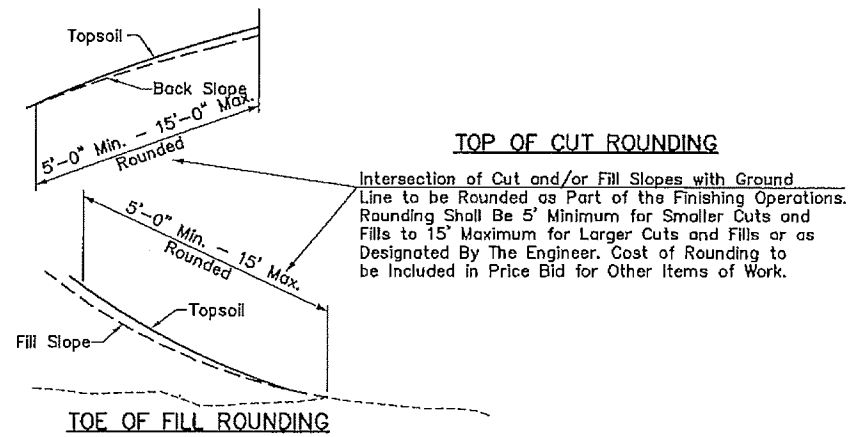 Topsoil
Back Slope
5'-0" Min. - 15'-0" Max.
Rounded
TOP OF CUT ROUNDING
Intersection of Cut and/or Fill Slopes with Ground
Line to be Rounded as Part of the Finishing Operations.
Rounding Shall Be 5' Minimum for Smaller Cuts and
Fills to 15' Maximum for Larger Cuts and Fills or as
Designated By The Engineer. Cost of Rounding to
be Included in Price Bid for Other Items of Work.
5'-0" Min. - 15' Max.
Rounded
Topsoil
Fill Slope
TOE OF FILL ROUNDING